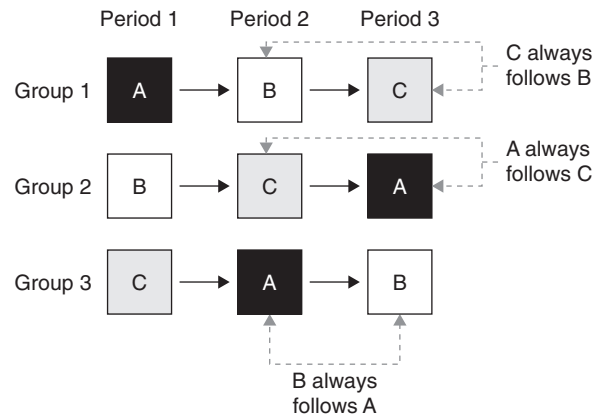 Period 1 Period 2 Period 3
Group 1 A B C
C always
follows B
Group 2 B C A
A always
follows C
Group 3 C A B
B always
follows A